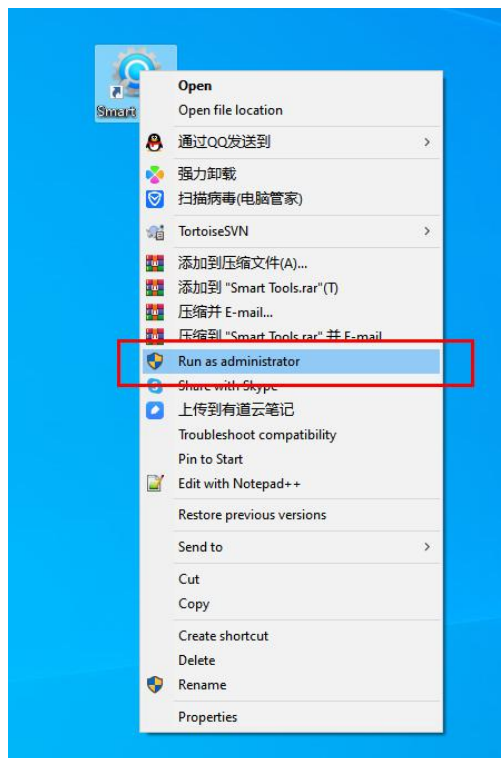 Smart
Open
Open file location
通过QQ发送到
强力卸载
扫描病毒(电脑管家)
TortoiseSVN
添加到压缩文件(A)...
添加到 "Smart Tools.rar"(T)
压缩并 E-mail...
压缩到 "Smart Tools.rar" 并 E-mail
Run as administrator
Share with Skype
上传到有道云笔记
Troubleshoot compatibility
Pin to Start
Edit with Notepad++
Restore previous versions
Send to
Cut
Copy
Create shortcut
Delete
Rename
Properties